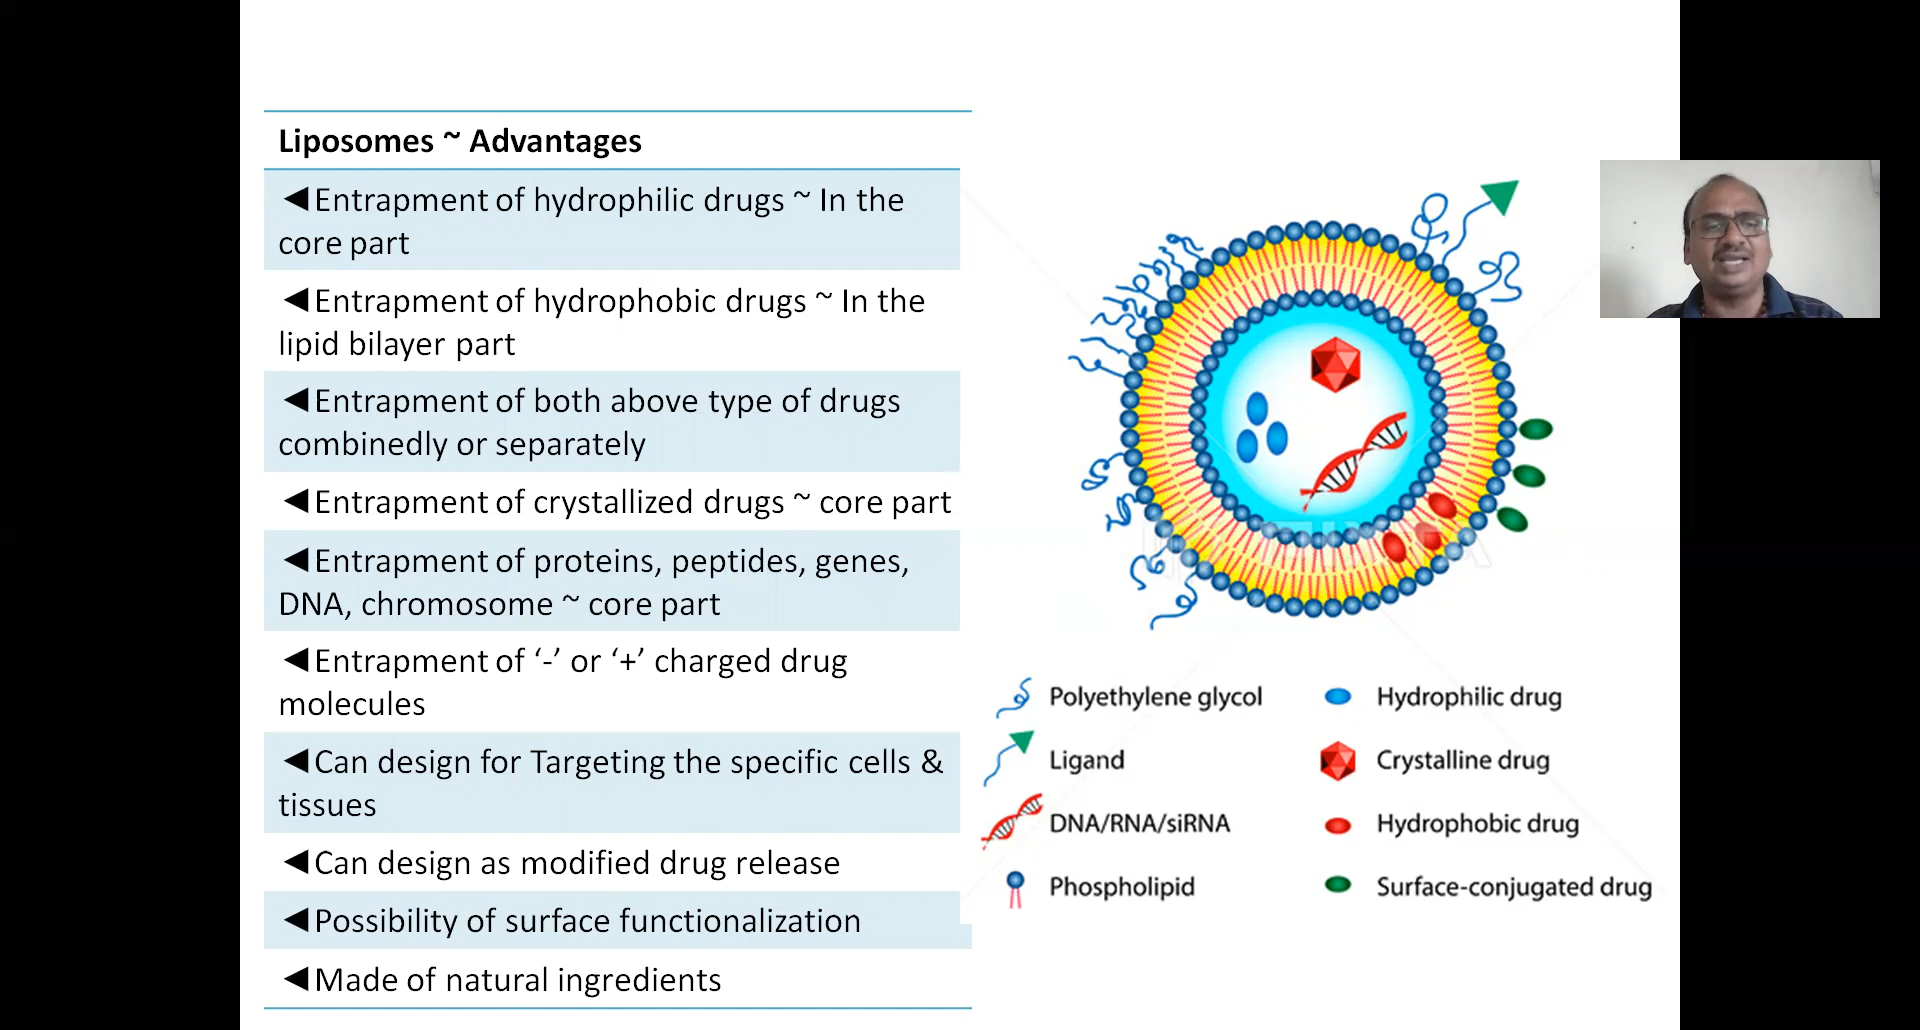 Liposomes ~ Advantages
◄Entrapment of hydrophilic drugs ~ In the
core part
◄Entrapment of hydrophobic drugs ~ In the
lipid bilayer part
◄Entrapment of both above type of drugs
combinedly or separately
◄Entrapment of crystallized drugs ~ core part
◄Entrapment of proteins, peptides, genes,
DNA, chromosome ~ core part
◄Entrapment of ‘-’ or ‘+’ charged drug
molecules
◄Can design for Targeting the specific cells &
tissues
◄Can design as modified drug release
◄Possibility of surface functionalization
◄Made of natural ingredients
Polyethylene glycol
Ligand
DNA/RNA/siRNA
Phospholipid
Hydrophilic drug
Crystalline drug
Hydrophobic drug
Surface-conjugated drug